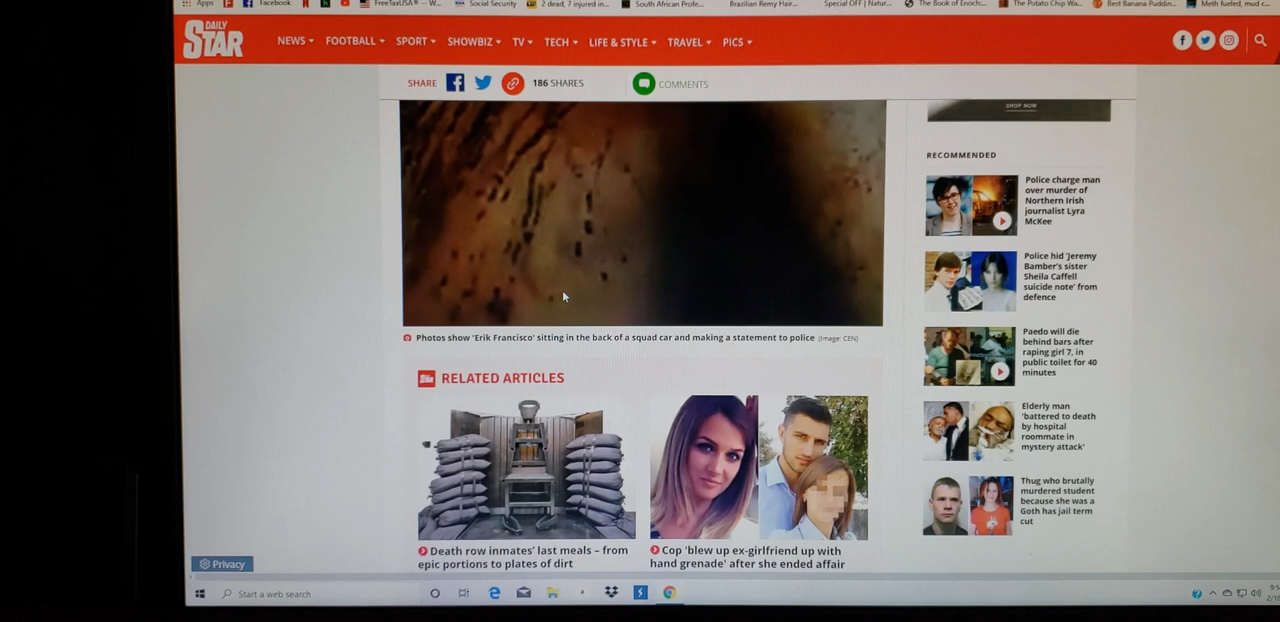 Apps
Facebook
FreeTaxUSA® -- W...
Social Security
2 dead, 7 injured in...
South African Profe...
Brazilian Remy Hair...
Special OFF | Natur...
The Book of Enoch:...
The Potato Chip Wa...
Best Banana Puddin...
Meth fueled, mud c...
DAILY
STAR
NEWS
FOOTBALL
SPORT
SHOWBIZ
TV
TECH
LIFE & STYLE
TRAVEL
PICS
SHARE
186 SHARES
COMMENTS
SHOP NOW
Photos show 'Erik Francisco' sitting in the back of a squad car and making a statement to police (Image: CEN)
Star
RELATED ARTICLES
Death row inmates' last meals – from
epic portions to plates of dirt
Cop 'blew up ex-girlfriend up with
hand grenade' after she ended affair
RECOMMENDED
Police charge man
over murder of
Northern Irish
journalist Lyra
McKee
Police hid 'Jeremy
Bamber's sister
Sheila Caffell
suicide note' from
defence
Paedo will die
behind bars after
raping girl 7, in
public toilet for 40
minutes
Elderly man
'battered to death
by hospital
roommate in
mystery attack'
Thug who brutally
murdered student
because she was a
Goth has jail term
cut
Privacy
Start a web search